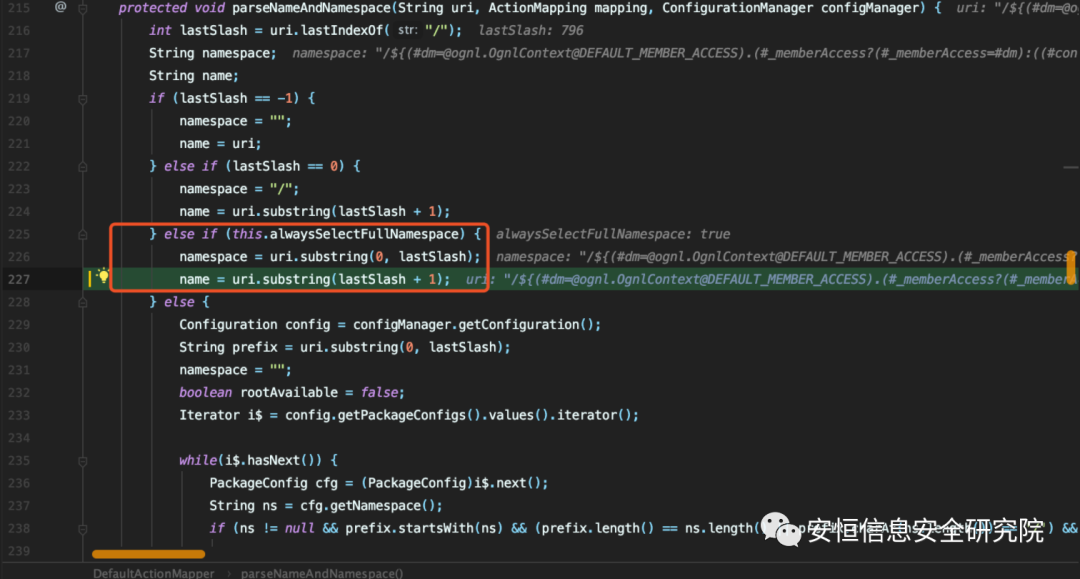 215 @ protected void parseNameAndNamespace(String uri, ActionMapping mapping, ConfigurationManager configManager) { uri: "/${(#dm=@o
216 int lastSlash = uri.lastIndexOf( str: "/"); lastSlash: 796
217 String namespace; namespace: "/${(#dm=@ognl.OgnlContext@DEFAULT_MEMBER_ACCESS).(#_memberAccess?(#_memberAccess=#dm):((#con
218 String name;
219 if (lastSlash == -1) {
220 namespace = "";
221 name = uri;
222 } else if (lastSlash == 0) {
223 namespace = "/";
224 name = uri.substring(lastSlash + 1);
225 } else if (this.alwaysSelectFullNamespace) { alwaysSelectFullNamespace: true
226 namespace = uri.substring(0, lastSlash); namespace: "/${(#dm=@ognl.OgnlContext@DEFAULT_MEMBER_ACCESS).(#_memberAccess?
227 name = uri.substring(lastSlash + 1); uri: "/${(#dm=@ognl.OgnlContext@DEFAULT_MEMBER_ACCESS).(#_memberAccess?(#_memberA
228 } else {
229 Configuration config = configManager.getConfiguration();
230 String prefix = uri.substring(0, lastSlash);
231 namespace = "";
232 boolean rootAvailable = false;
233 Iterator i$ = config.getPackageConfigs().values().iterator();
234
235 while(i$.hasNext()) {
236 PackageConfig cfg = (PackageConfig)i$.next();
237 String ns = cfg.getNamespace();
238 if (ns != null && prefix.startsWith(ns) && (prefix.length() == ns.length() &&
安恒信息安全研究院
239
DefaultActionMapper › parseNameAndNamespace()